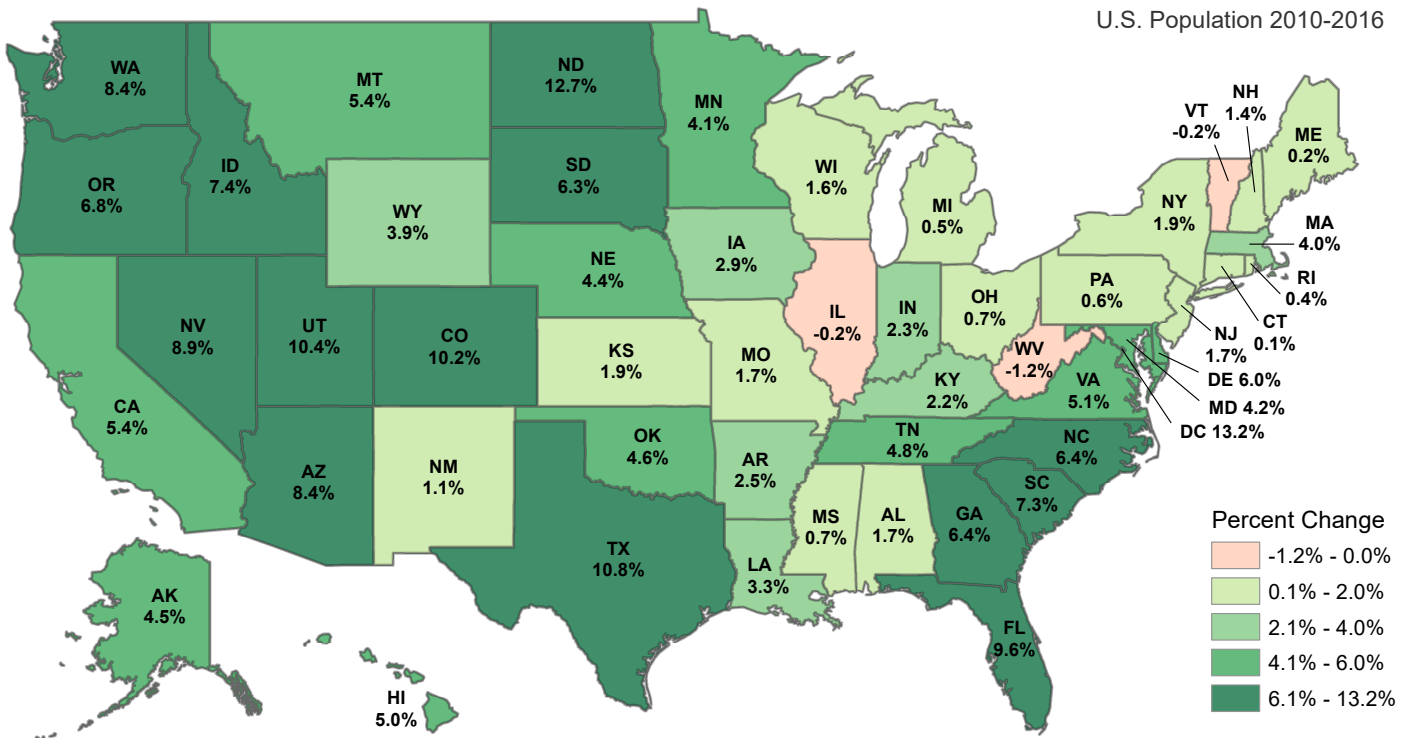 U.S. Population 2010-2016
WA
8.4%
MT
5.4%
ND
12.7%
MN
4.1%
VT
-0.2%
NH
1.4%
ME
0.2%
OR
6.8%
ID
7.4%
WY
3.9%
SD
6.3%
WI
1.6%
MI
0.5%
NY
1.9%
MA
4.0%
RI
0.4%
CT
0.1%
NJ
1.7%
DE 6.0%
MD 4.2%
DC 13.2%
NE
4.4%
IA
2.9%
IL
-0.2%
IN
2.3%
OH
0.7%
PA
0.6%
NV
8.9%
UT
10.4%
CO
10.2%
KS
1.9%
MO
1.7%
KY
2.2%
WV
-1.2%
VA
5.1%
CA
5.4%
AZ
8.4%
NM
1.1%
OK
4.6%
AR
2.5%
TN
4.8%
NC
6.4%
SC
7.3%
MS
0.7%
AL
1.7%
GA
6.4%
TX
10.8%
LA
3.3%
FL
9.6%
AK
4.5%
HI
5.0%
Percent Change
-1.2% - 0.0%
0.1% - 2.0%
2.1% - 4.0%
4.1% - 6.0%
6.1% - 13.2%